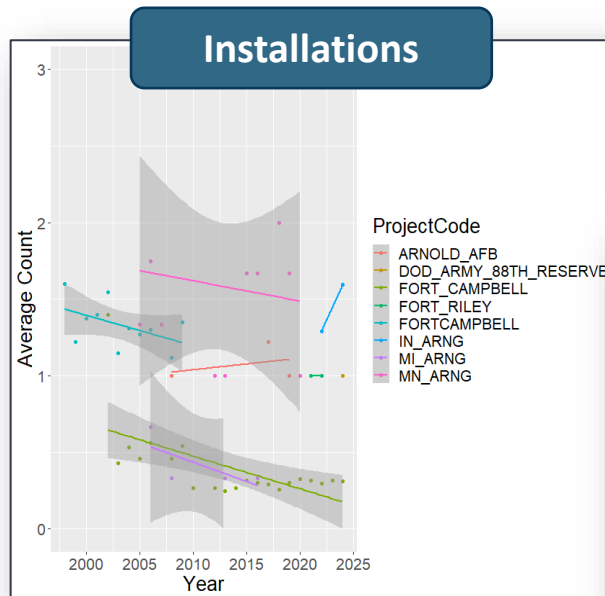 Installations
3
2
1
0
Average Count
2000 2005 2010 2015 2020 2025
Year
ProjectCode
ARNOLD_AFB
DOD_ARMY_88TH_RESERVE
FORT_CAMPBELL
FORT_RILEY
FORTCAMPBELL
IN_ARNG
MI_ARNG
MN_ARNG